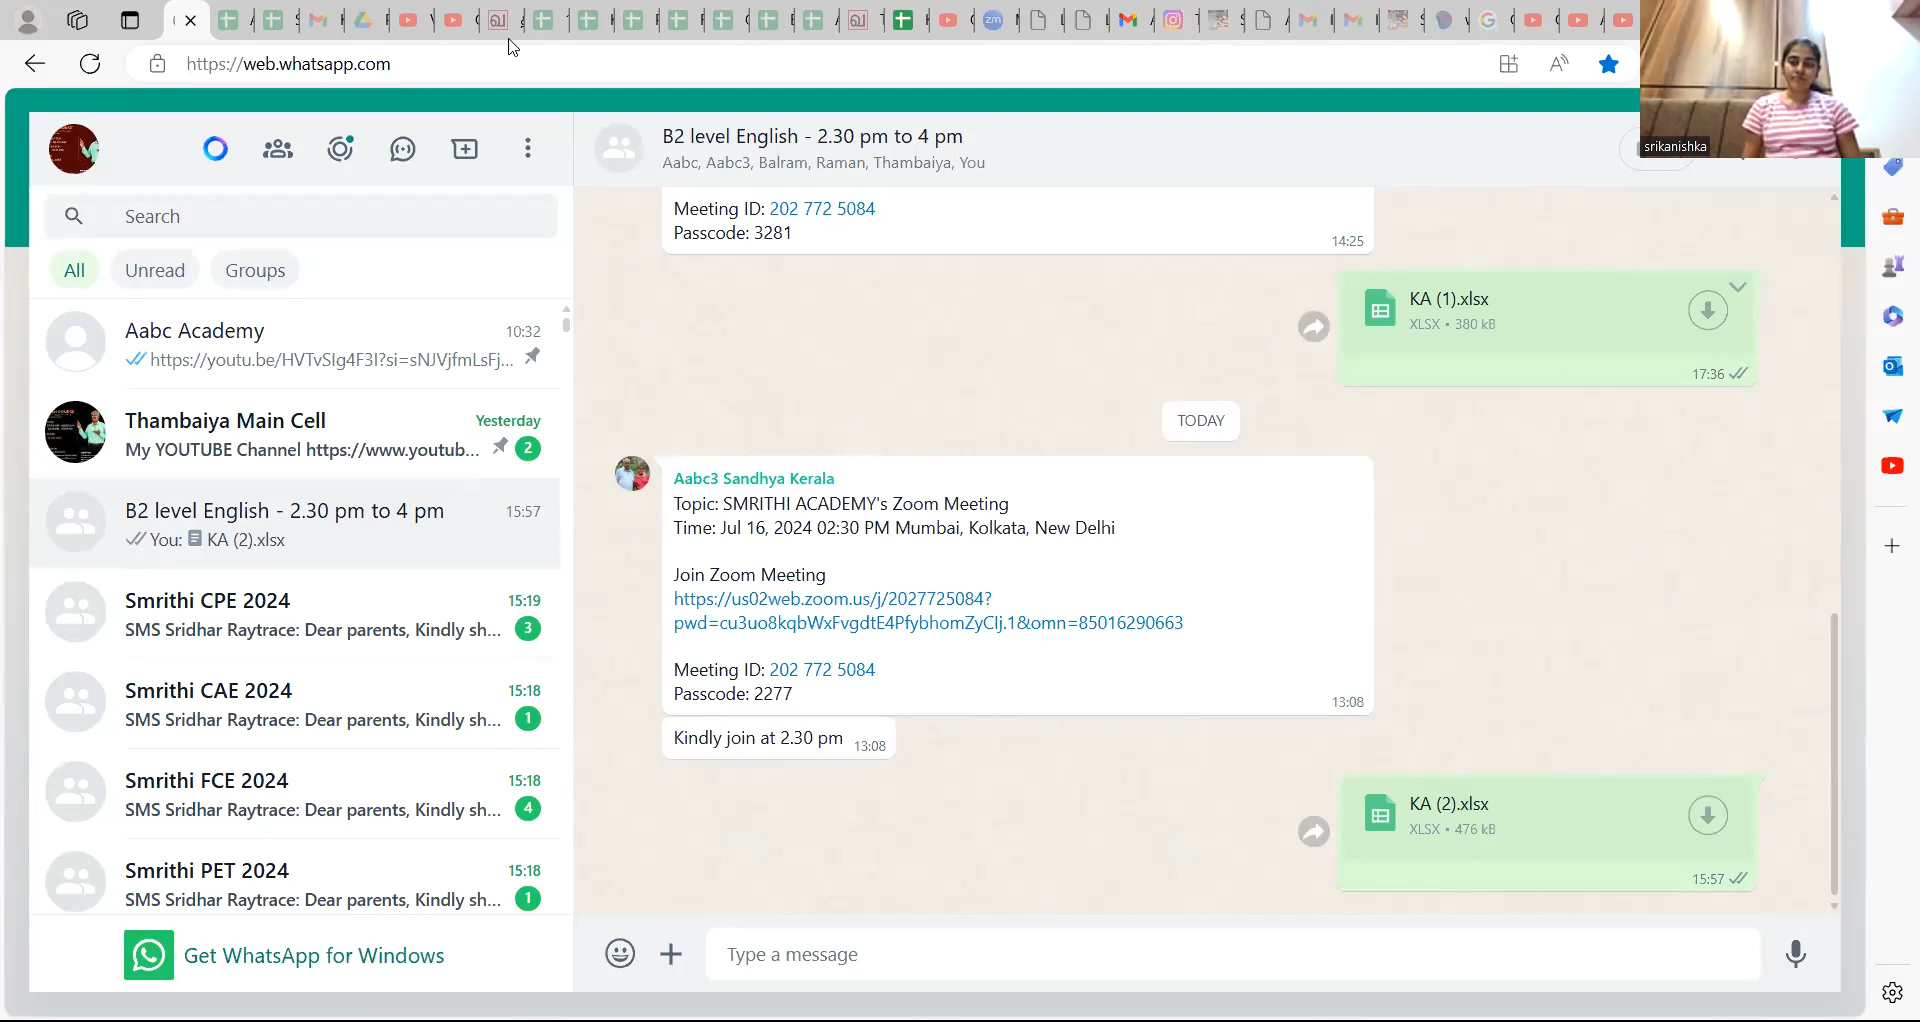 https://web.whatsapp.com
srikanishka
Search
All
Unread
Groups
Aabc Academy
10:32
https://youtu.be/HVTvSIg4F3I?si=sNJVjfmLsFj...
Thambaiya Main Cell
Yesterday
My YOUTUBE Channel https://www.youtub...
2
B2 level English - 2.30 pm to 4 pm
15:57
You: KA (2).xlsx
Smrithi CPE 2024
15:19
SMS Sridhar Raytrace: Dear parents, Kindly sh...
3
Smrithi CAE 2024
15:18
SMS Sridhar Raytrace: Dear parents, Kindly sh...
1
Smrithi FCE 2024
15:18
SMS Sridhar Raytrace: Dear parents, Kindly sh...
4
Smrithi PET 2024
15:18
SMS Sridhar Raytrace: Dear parents, Kindly sh...
1
Get WhatsApp for Windows
B2 level English - 2.30 pm to 4 pm
Aabc, Aabc3, Balram, Raman, Thambaiya, You
Meeting ID: 202 772 5084
Passcode: 3281
14:25
KA (1).xlsx
XLSX • 380 kB
17:36
TODAY
Aabc3 Sandhya Kerala
Topic: SMRITHI ACADEMY's Zoom Meeting
Time: Jul 16, 2024 02:30 PM Mumbai, Kolkata, New Delhi
Join Zoom Meeting
https://us02web.zoom.us/j/2027725084?
pwd=cu3uo8kqbWxFvgdtE4PfybhomZyCIj.1&omn=85016290663
Meeting ID: 202 772 5084
Passcode: 2277
13:08
Kindly join at 2.30 pm
13:08
KA (2).xlsx
XLSX • 476 kB
15:57
Type a message